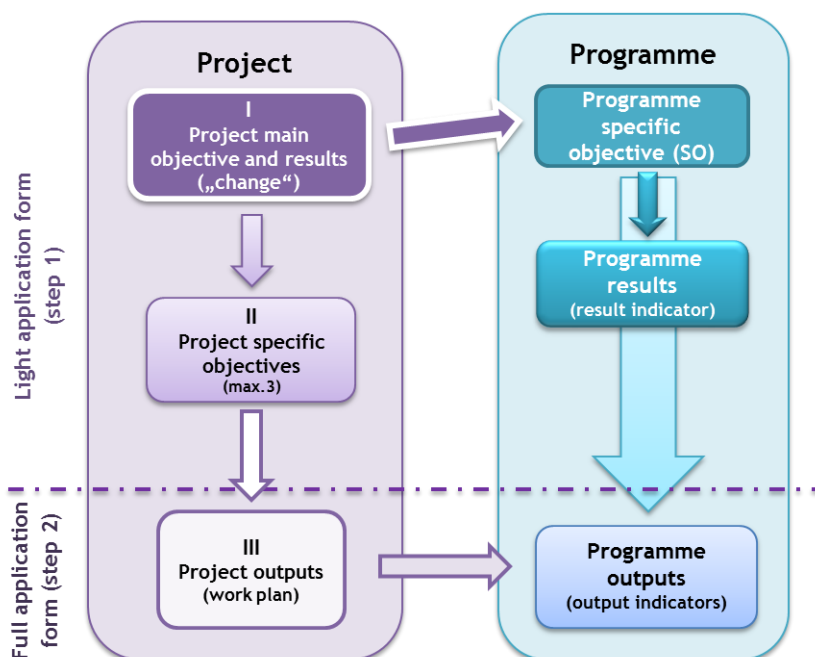 Project
I
Project main
objective and results
(„change“)
II
Project specific
objectives
(max.3)
III
Project outputs
(work plan)
Programme
Programme
specific
objective (SO)
Programme
results
(result indicator)
Programme
outputs
(output indicators)
Light application form
(step 1)
Full application
form (step 2)